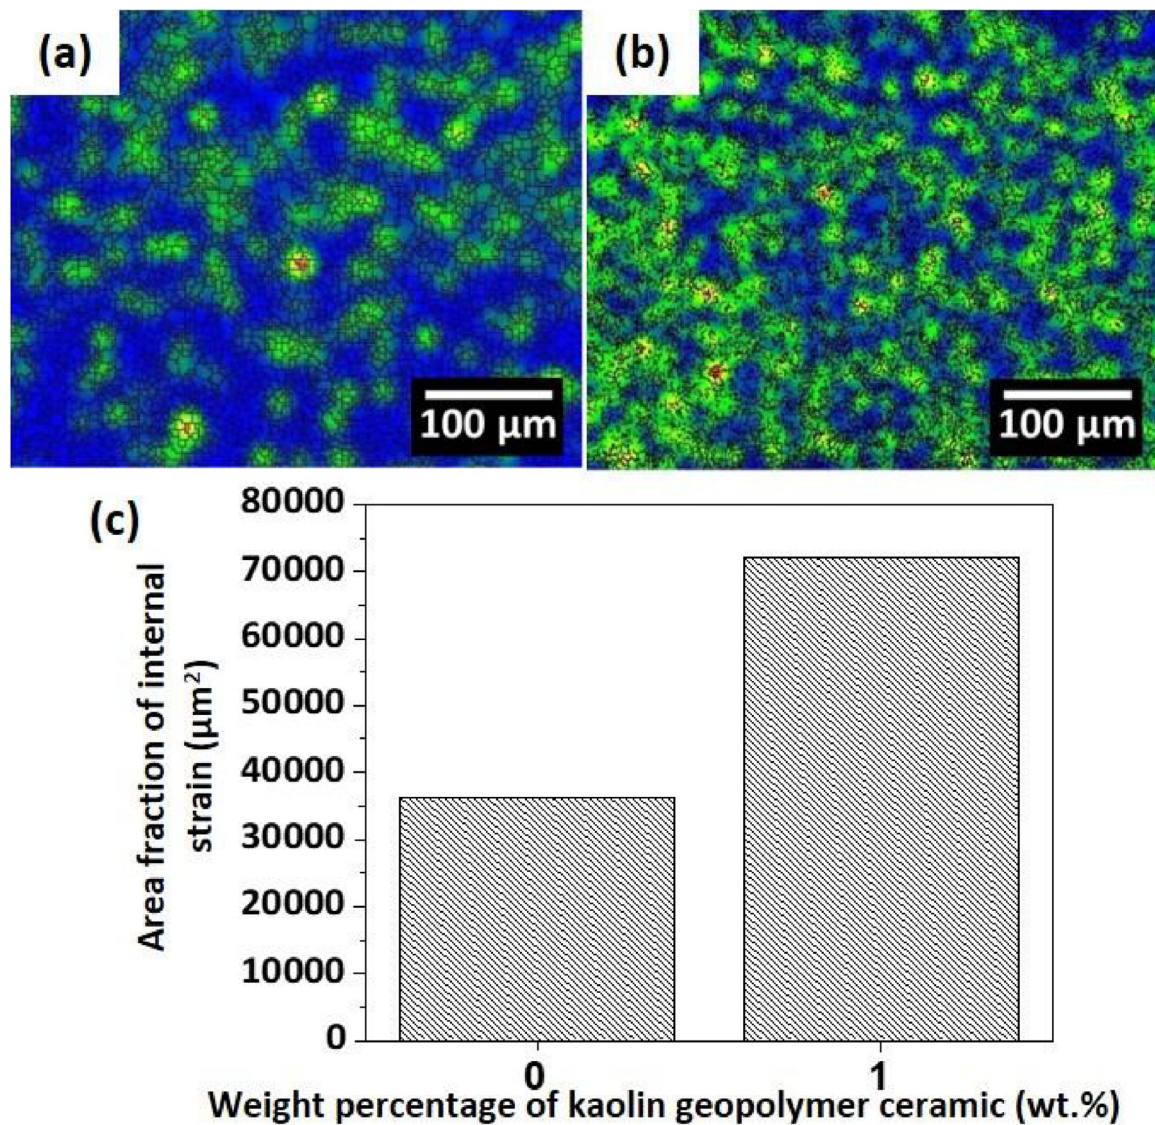 (a)
(b)
100 µm
100 µm
(c)
80000
70000
60000
50000
40000
30000
20000
10000
0
Area fraction of internal
strain (µm²)
0
1
Weight percentage of kaolin geopolymer ceramic (wt.%)